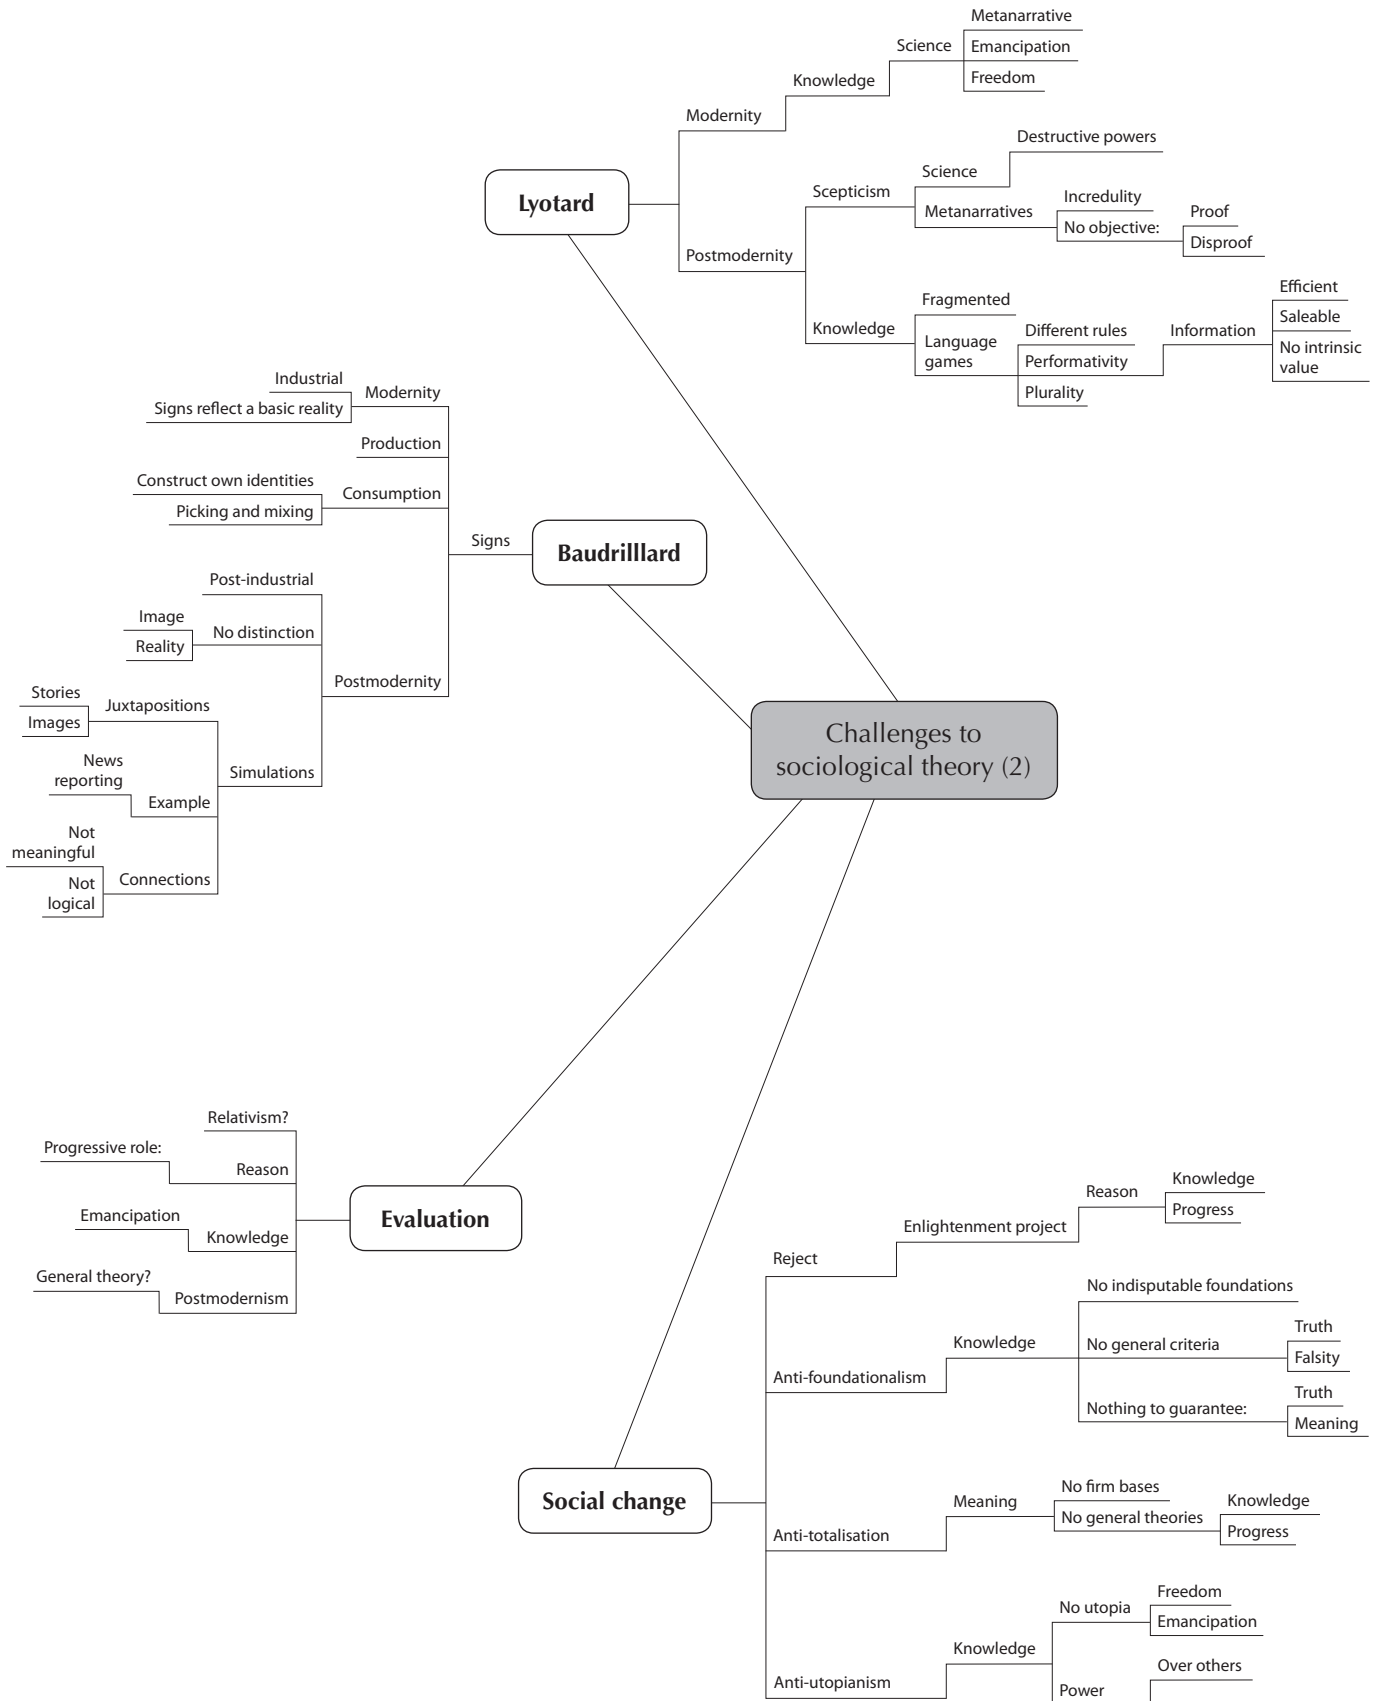 Metanarrative
Science
Emancipation
Freedom
Knowledge
Modernity
Destructive powers
Science
Scepticism
Metanarratives
Incredulity
No objective:
Proof
Disproof
Lyotard
Postmodernity
Knowledge
Fragmented
Language
games
Different rules
Performativity
Plurality
Information
Efficient
Saleable
No intrinsic
value
Industrial
Signs reflect a basic reality
Modernity
Production
Construct own identities
Picking and mixing
Consumption
Signs
Baudrilllard
Post-industrial
Image
Reality
No distinction
Postmodernity
Stories
Images
Juxtapositions
News
reporting
Example
Simulations
Not
meaningful
Not
logical
Connections
Challenges to
sociological theory (2)
Relativism?
Progressive role:
Reason
Emancipation
Knowledge
General theory?
Postmodernism
Evaluation
Social change
Reject
Enlightenment project
Reason
Knowledge
Progress
Anti-foundationalism
Knowledge
No indisputable foundations
No general criteria
Truth
Falsity
Nothing to guarantee:
Truth
Meaning
Anti-totalisation
Meaning
No firm bases
No general theories
Knowledge
Progress
Anti-utopianism
Knowledge
No utopia
Freedom
Emancipation
Power
Over others